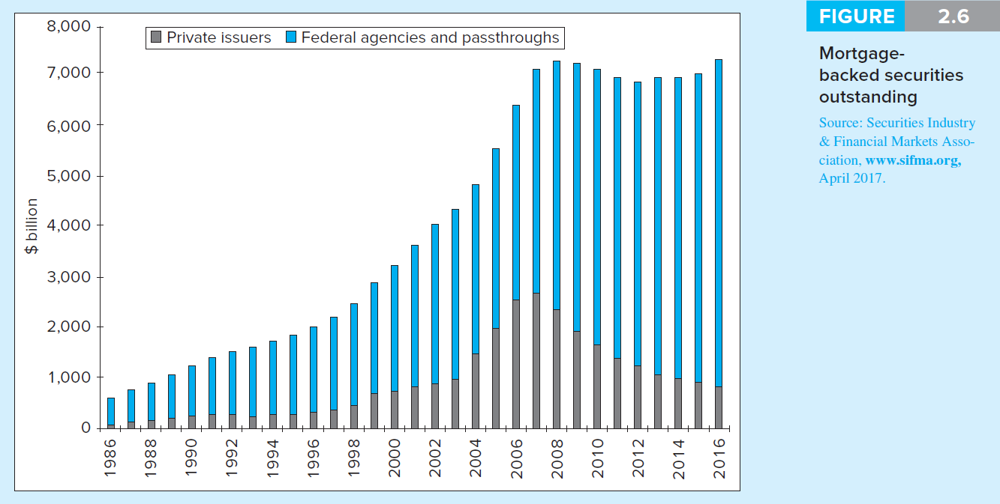 8,000
7,000
6,000
5,000
4,000
3,000
2,000
1,000
0
$ billion
Private issuers
Federal agencies and passthroughs
1986
1988
1990
1992
1994
1996
1998
2000
2002
2004
2006
2008
2010
2012
2014
2016
FIGURE 2.6
Mortgage-
backed securities
outstanding
Source: Securities Industry
& Financial Markets Asso-
ciation, www.sifma.org,
April 2017.